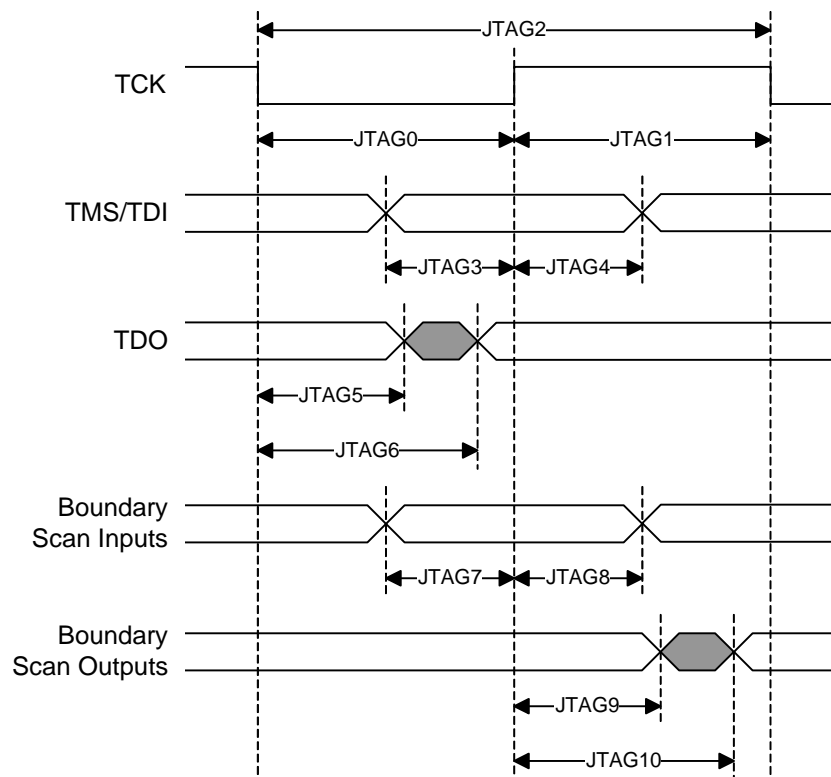 JTAG2
TCK
JTAG0
JTAG1
TMS/TDI
JTAG3
JTAG4
TDO
JTAG5
JTAG6
Boundary
Scan Inputs
JTAG7
JTAG8
Boundary
Scan Outputs
JTAG9
JTAG10